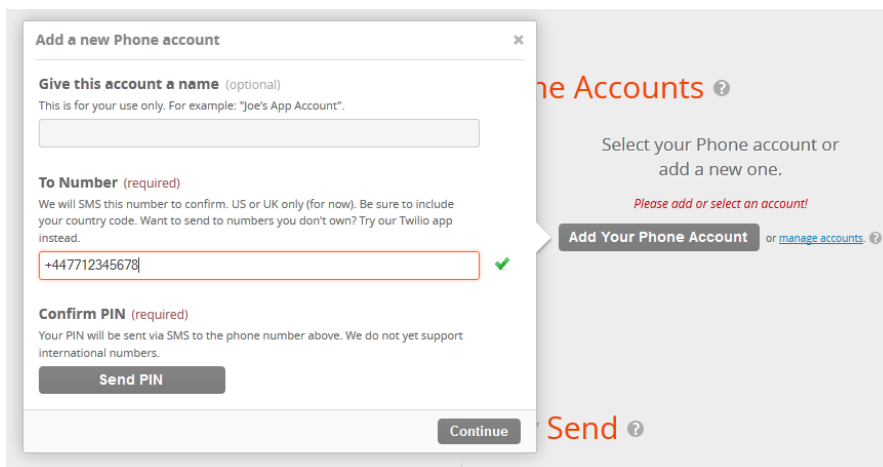 Add a new Phone account ×
Give this account a name (optional)
This is for your use only. For example: "Joe's App Account".
To Number (required)
We will SMS this number to confirm. US or UK only (for now). Be sure to include
your country code. Want to send to numbers you don't own? Try our Twilio app
instead.
+447712345678
Confirm PIN (required)
Your PIN will be sent via SMS to the phone number above. We do not yet support
international numbers.
Send PIN
Continue
ne Accounts ?
Select your Phone account or
add a new one.
Please add or select an account!
Add Your Phone Account or manage accounts. ?
Send ?